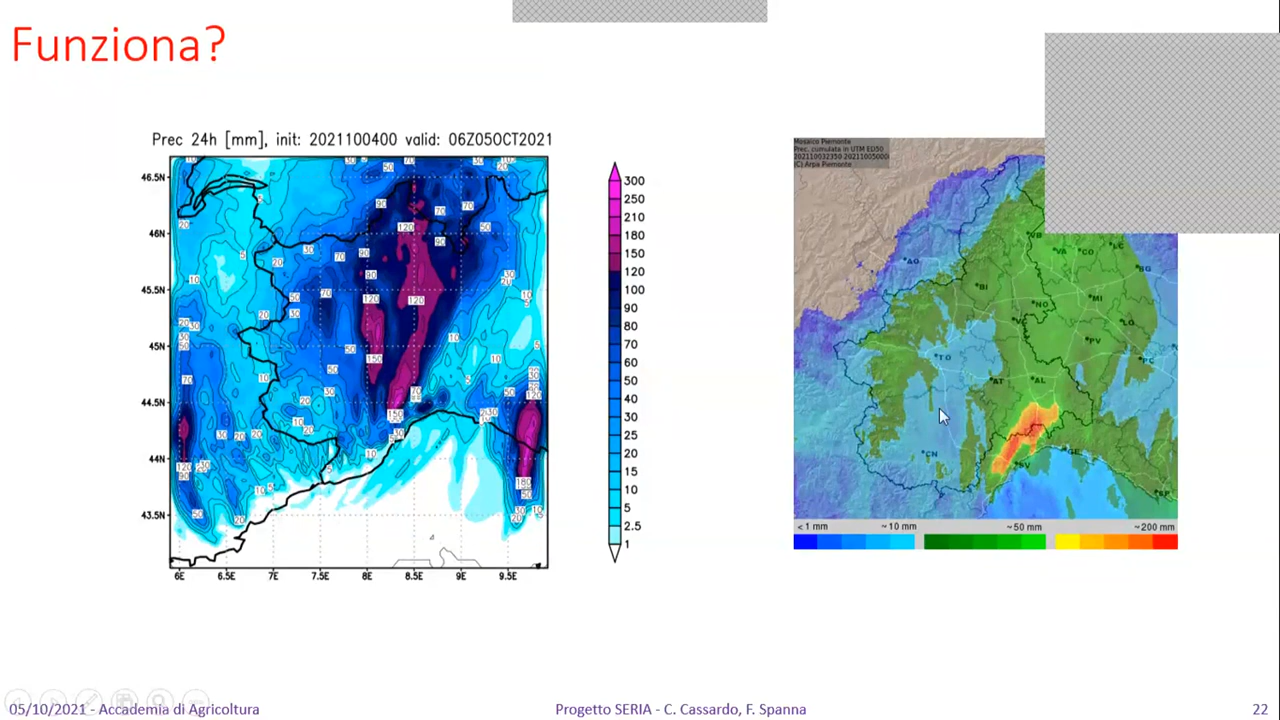 Funziona?
Prec 24h [mm], init: 2021100400 valid: 06Z05OCT2021
46.5N
46N
45.5N
45N
44.5N
44N
43.5N
6E 6.5E 7E 7.5E 8E 8.5E 9E 9.5E
300
250
210
180
150
120
100
90
80
70
60
50
40
30
25
20
15
10
5
2.5
1
Mosaico Piemonte
Prec. cumulata in UTM ED50
(C) Arpa Piemonte
VB
VA CO LC
AO BG
BI
NO MI
LO
TO PV PC
AT AL
CN
SV GE
SP
< 1 mm ~10 mm ~50 mm ~200 mm
05/10/2021 - Accademia di Agricoltura
Progetto SERIA - C. Cassardo, F. Spanna
22